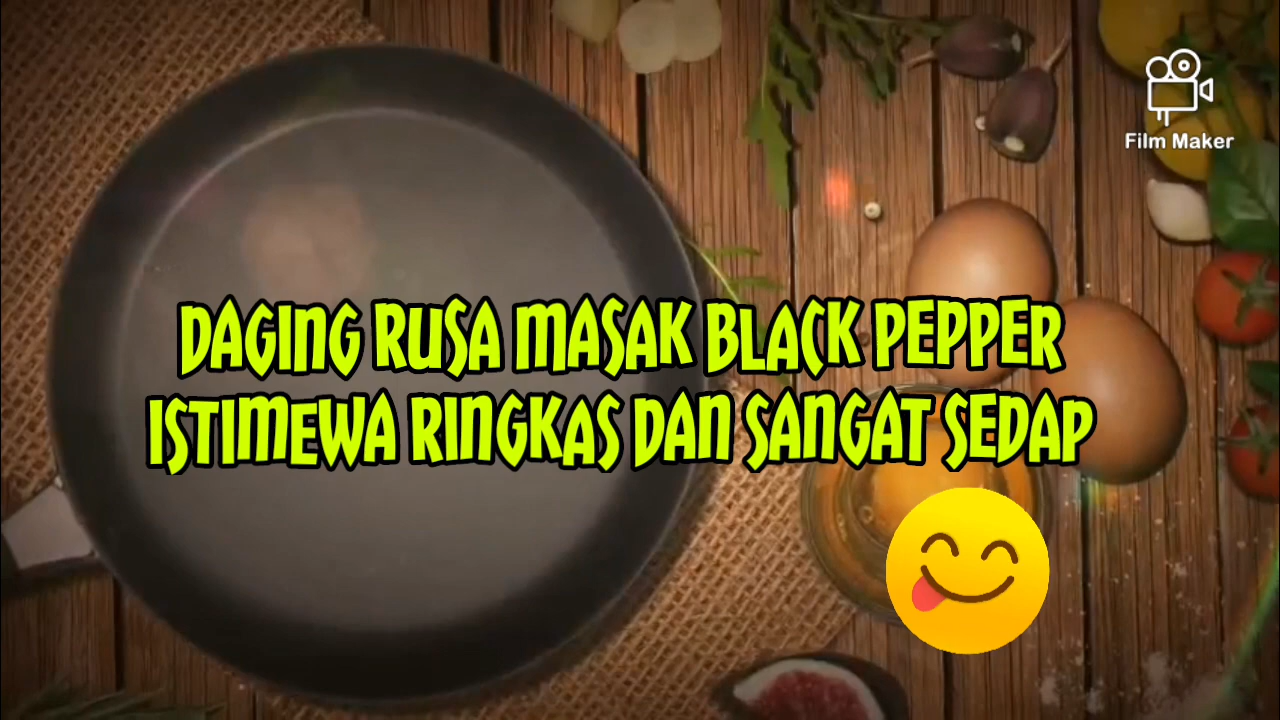 Film Maker
DAGING RUSA MASAK BLACK PEPPER
ISTIMEWA RINGKAS DAN SANGAT SEDAP